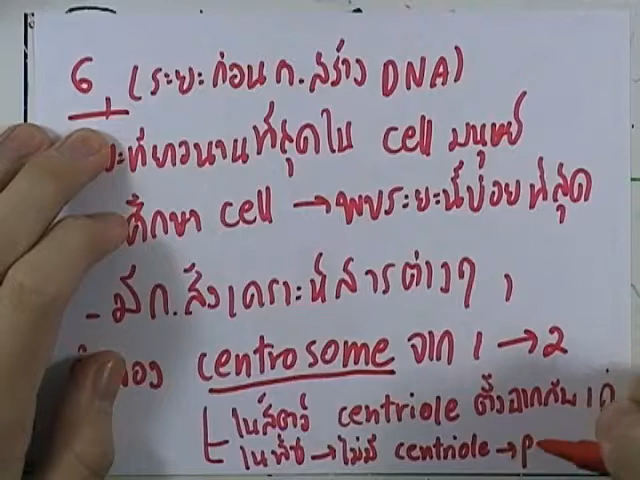 G1 (ระยะก่อน ก.สร้าง DNA)
ะที่ยาวนานที่สุดใน cell มนุษย์
ศึกษา cell → พบระยะนี้บ่อยที่สุด
- มี ก.สังเคราะห์สารต่างๆ ,
ลอง centrosome จาก 1 → 2
ในสัตว์ centriole ตั้งฉากกัน 1 คู่
ในพืช → ไม่มี centriole → p